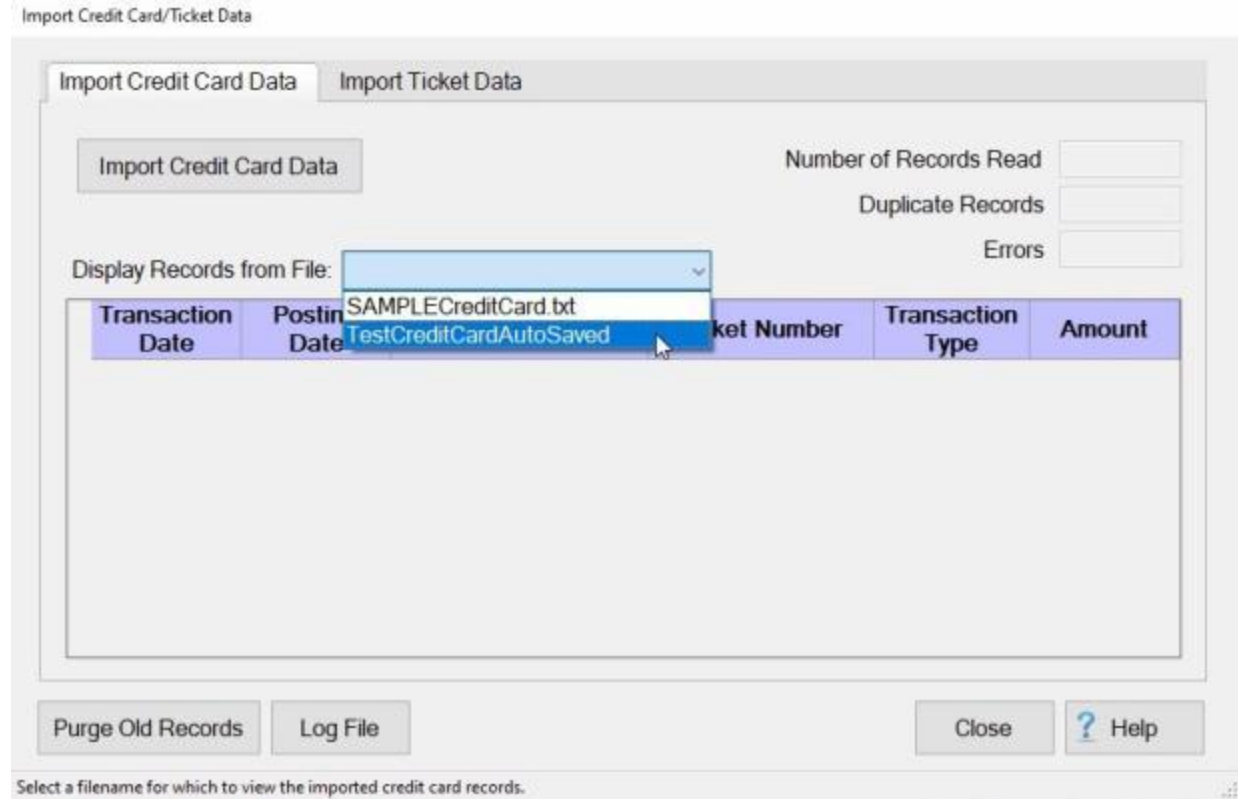 Import Credit Card/Ticket Data
Import Credit Card Data Import Ticket Data
Import Credit Card Data
Number of Records Read
Duplicate Records
Errors
Display Records from File:
SAMPLECreditCard.txt
TestCreditCardAutoSaved
Transaction
Date
Date
Number
Transaction
Type
Amount
Purge Old Records Log File Close ? Help
Select a filename for which to view the imported credit card records.